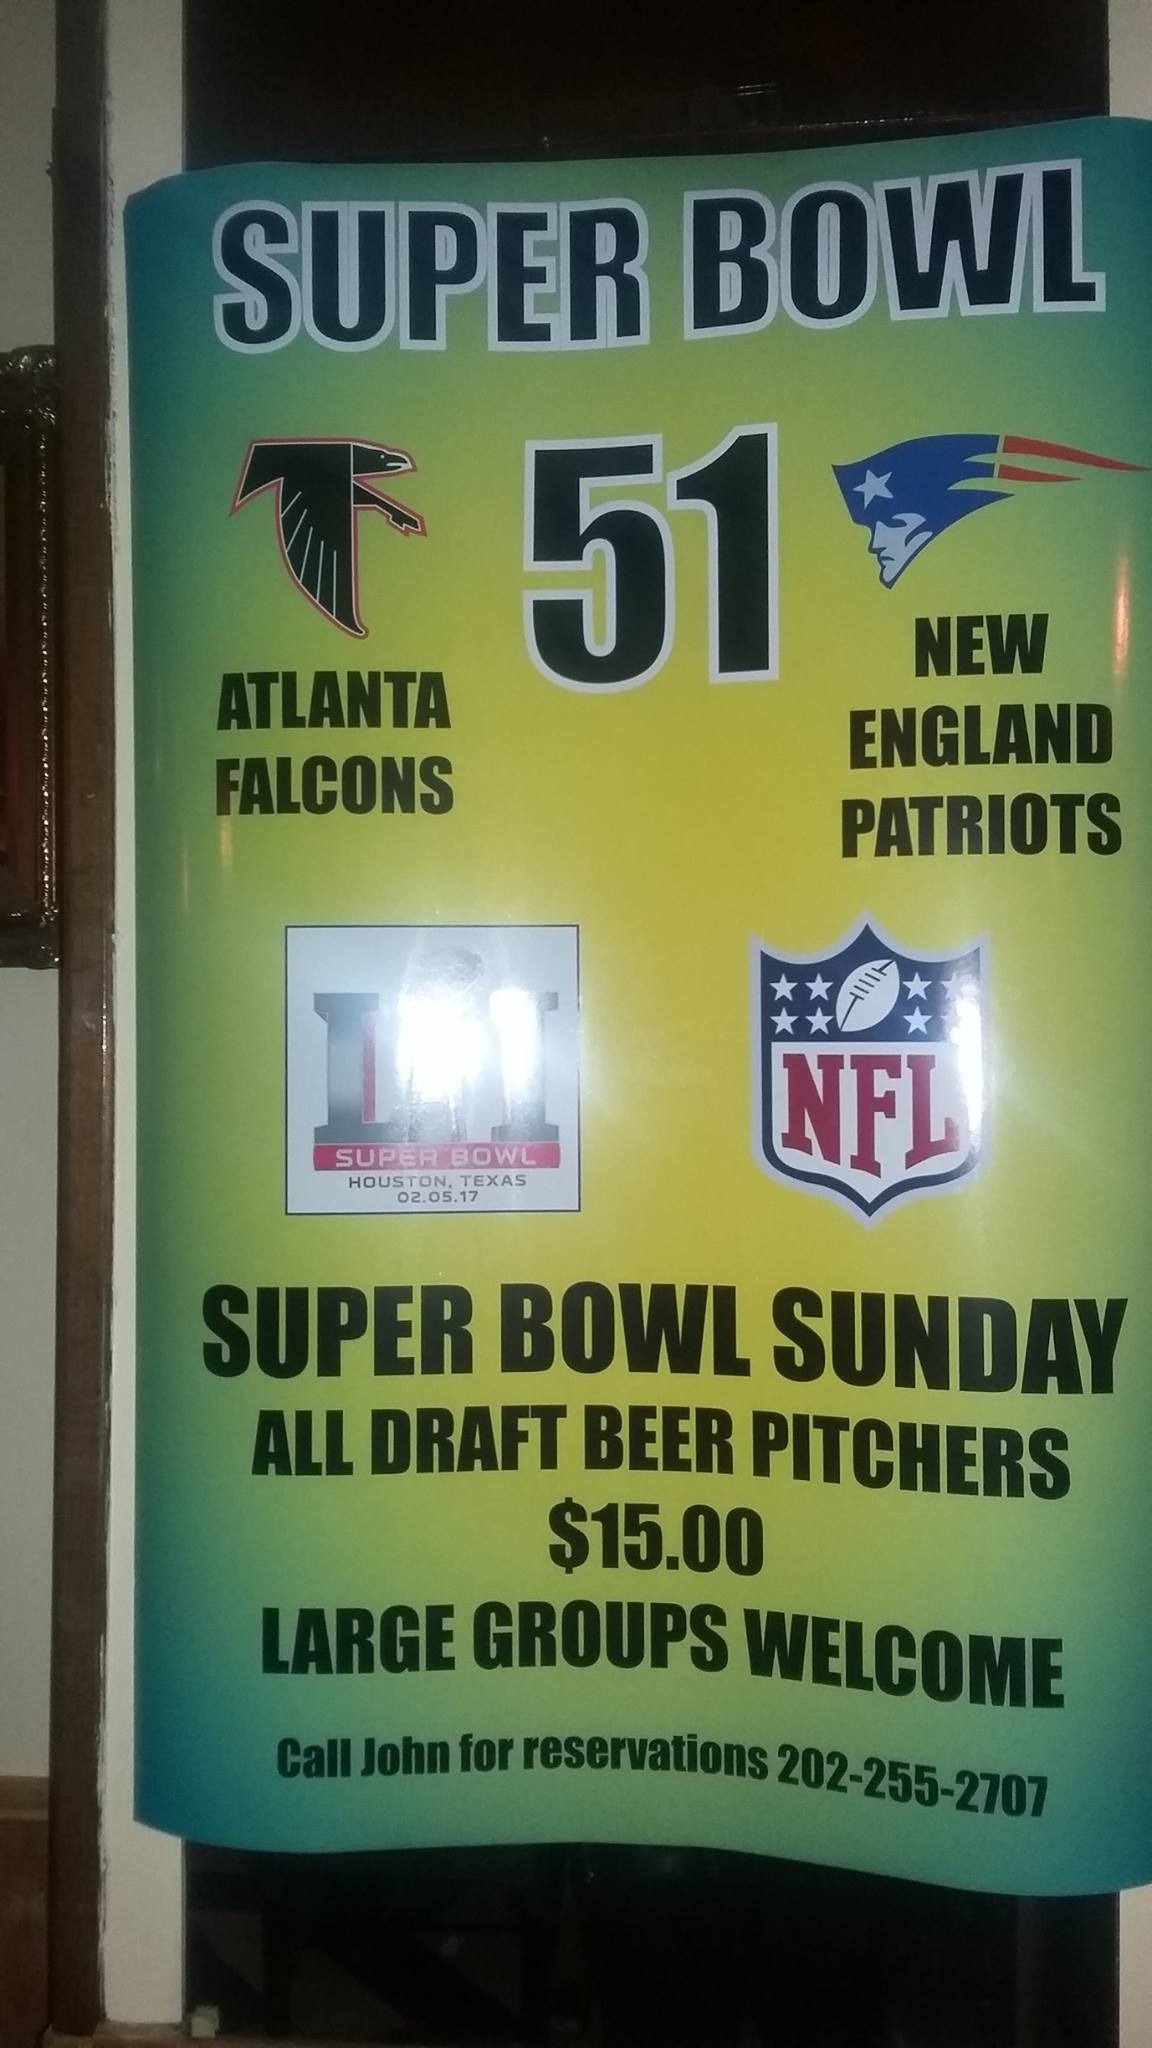 SUPER BOWL
51
ATLANTA
FALCONS
NEW
ENGLAND
PATRIOTS
LI
SUPER BOWL
HOUSTON, TEXAS
02.05.17
NFL
SUPER BOWL SUNDAY
ALL DRAFT BEER PITCHERS
$15.00
LARGE GROUPS WELCOME
Call John for reservations 202-255-2707